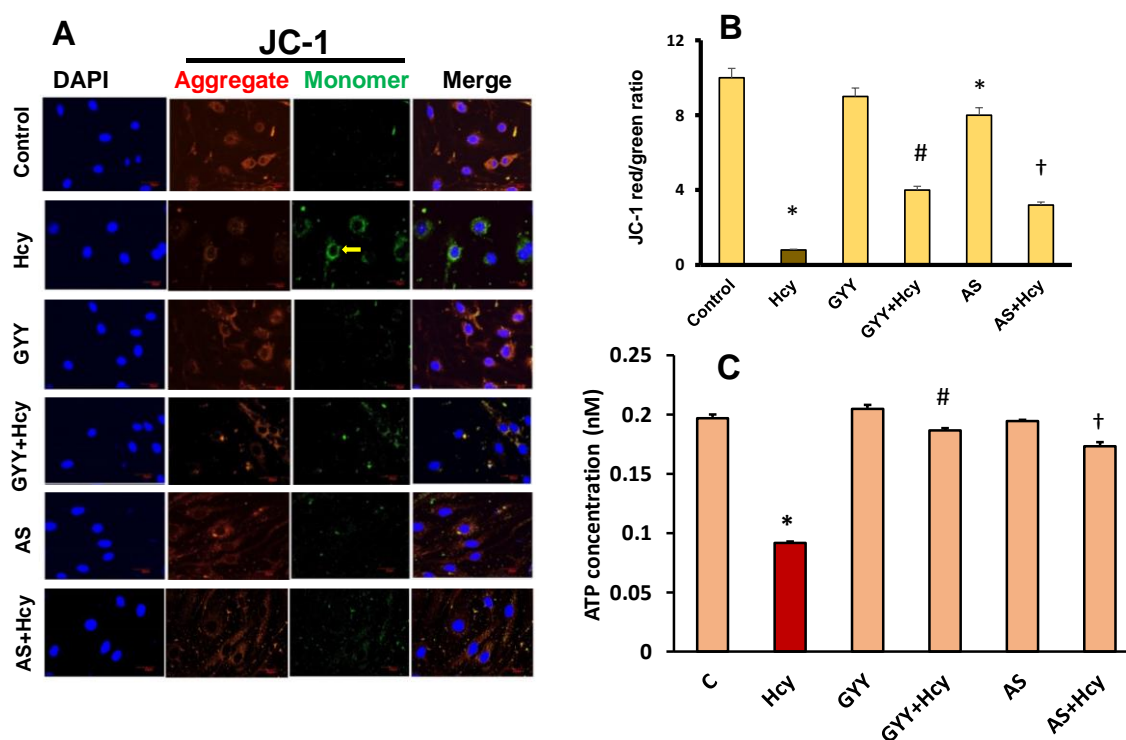 A
JC-1
DAPI Aggregate Monomer Merge
Control
Hcy
GYY
GYY+Hcy
AS
AS+Hcy
B
JC-1 red/green ratio
12
8
4
0
*
#
*
†
Control Hcy GYY GYY+Hcy AS AS+Hcy
C
ATP concentration (nM)
0.25
0.2
0.15
0.1
0.05
0
*
#
†
C Hcy GYY GYY+Hcy AS AS+Hcy